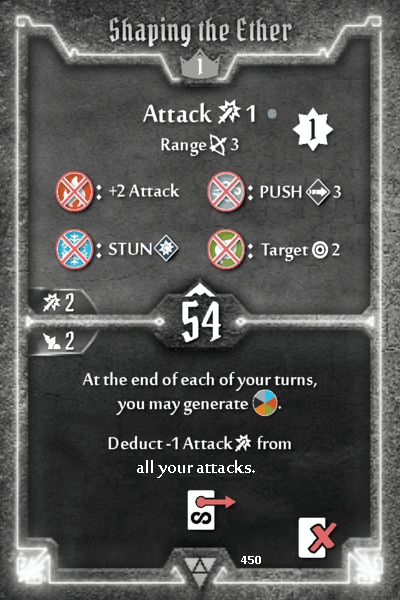 Shaping the Ether
1
Attack 1
1
Range 3
: +2 Attack
: PUSH 3
: STUN
: Target 2
2
54
2
At the end of each of your turns,
you may generate .
Deduct -1 Attack from
all your attacks.
8
450